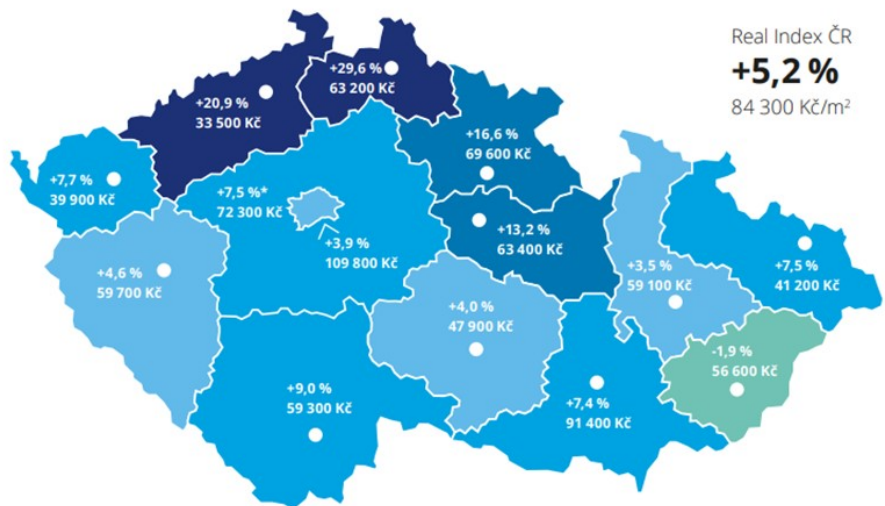 Real Index ČR
+5,2 %
84 300 Kč/m²
+29,6 %
63 200 Kč
+20,9 %
33 500 Kč
+16,6 %
69 600 Kč
+7,7 %
39 900 Kč
+7,5 %*
72 300 Kč
+3,9 %
109 800 Kč
+13,2 %
63 400 Kč
+4,6 %
59 700 Kč
+3,5 %
59 100 Kč
+7,5 %
41 200 Kč
+4,0 %
47 900 Kč
-1,9 %
56 600 Kč
+9,0 %
59 300 Kč
+7,4 %
91 400 Kč